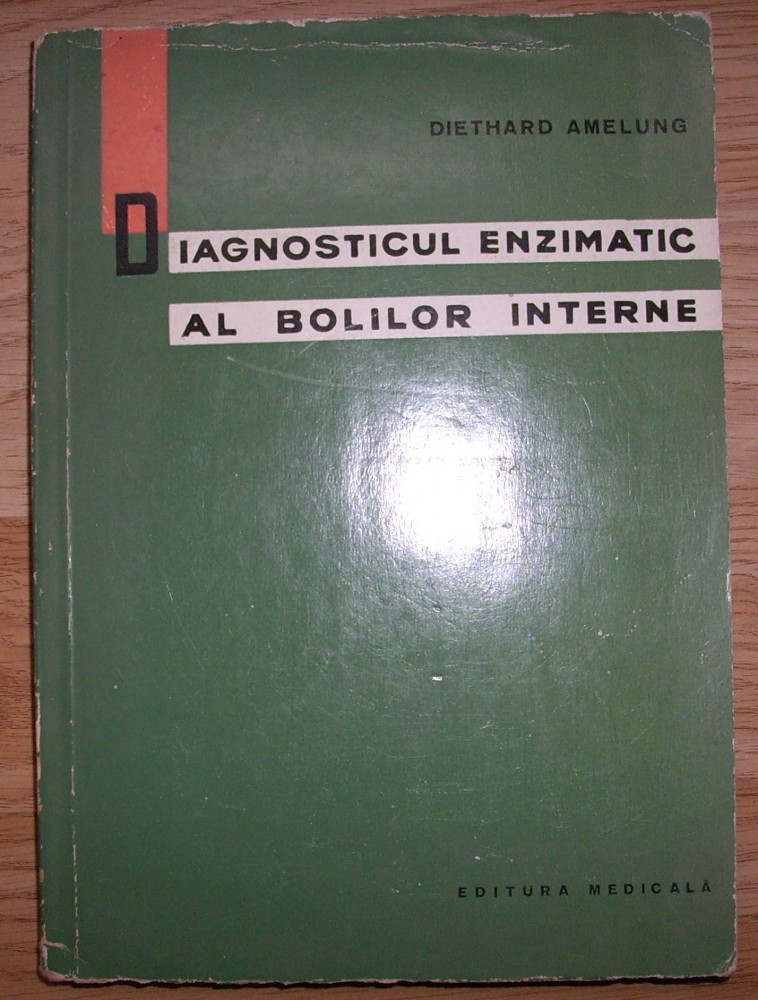 DIETHARD AMELUNG
DIAGNOSTICUL ENZIMATIC
AL BOLILOR INTERNE
EDITURA MEDICALĂ